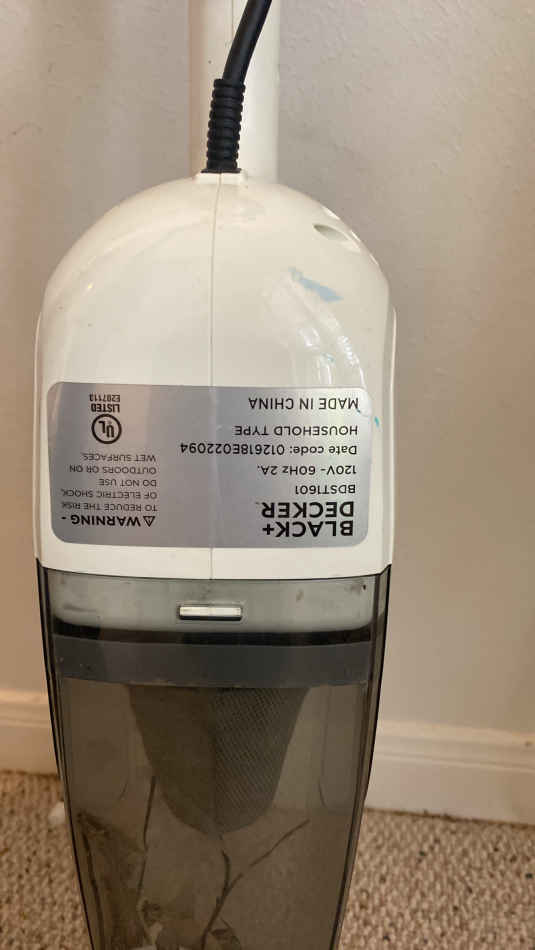 BLACK+
DECKER
BDST1601
120V~ 60Hz 2A.
Date code: 012618E022094
HOUSEHOLD TYPE
MADE IN CHINA
WARNING -
TO REDUCE THE RISK
OF ELECTRIC SHOCK,
DO NOT USE
OUTDOORS OR ON
WET SURFACES.
UL
LISTED
E207113